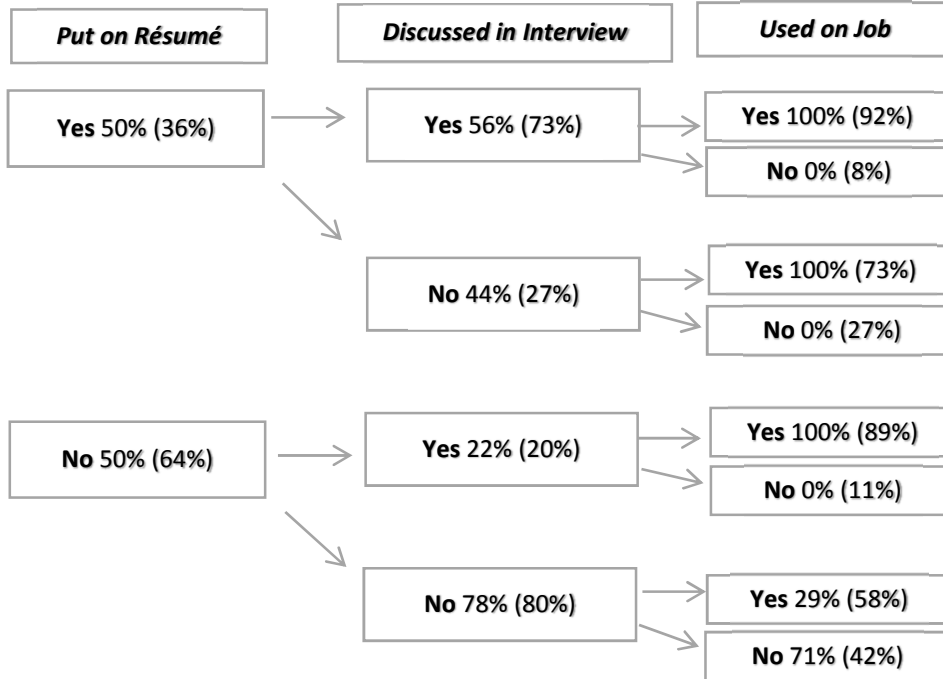 Put on Résumé
Discussed in Interview
Used on Job
Yes 50% (36%)
Yes 56% (73%)
Yes 100% (92%)
No 0% (8%)
No 44% (27%)
Yes 100% (73%)
No 0% (27%)
No 50% (64%)
Yes 22% (20%)
Yes 100% (89%)
No 0% (11%)
No 78% (80%)
Yes 29% (58%)
No 71% (42%)